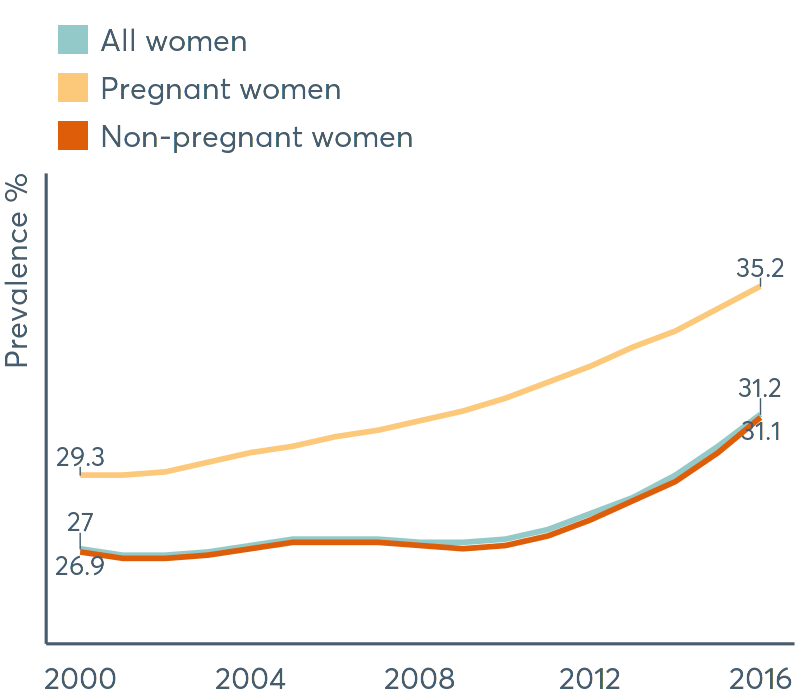 All women
Pregnant women
Non-pregnant women
Prevalence %
35.2
31.2
31.1
29.3
27
26.9
2000 2004 2008 2012 2016